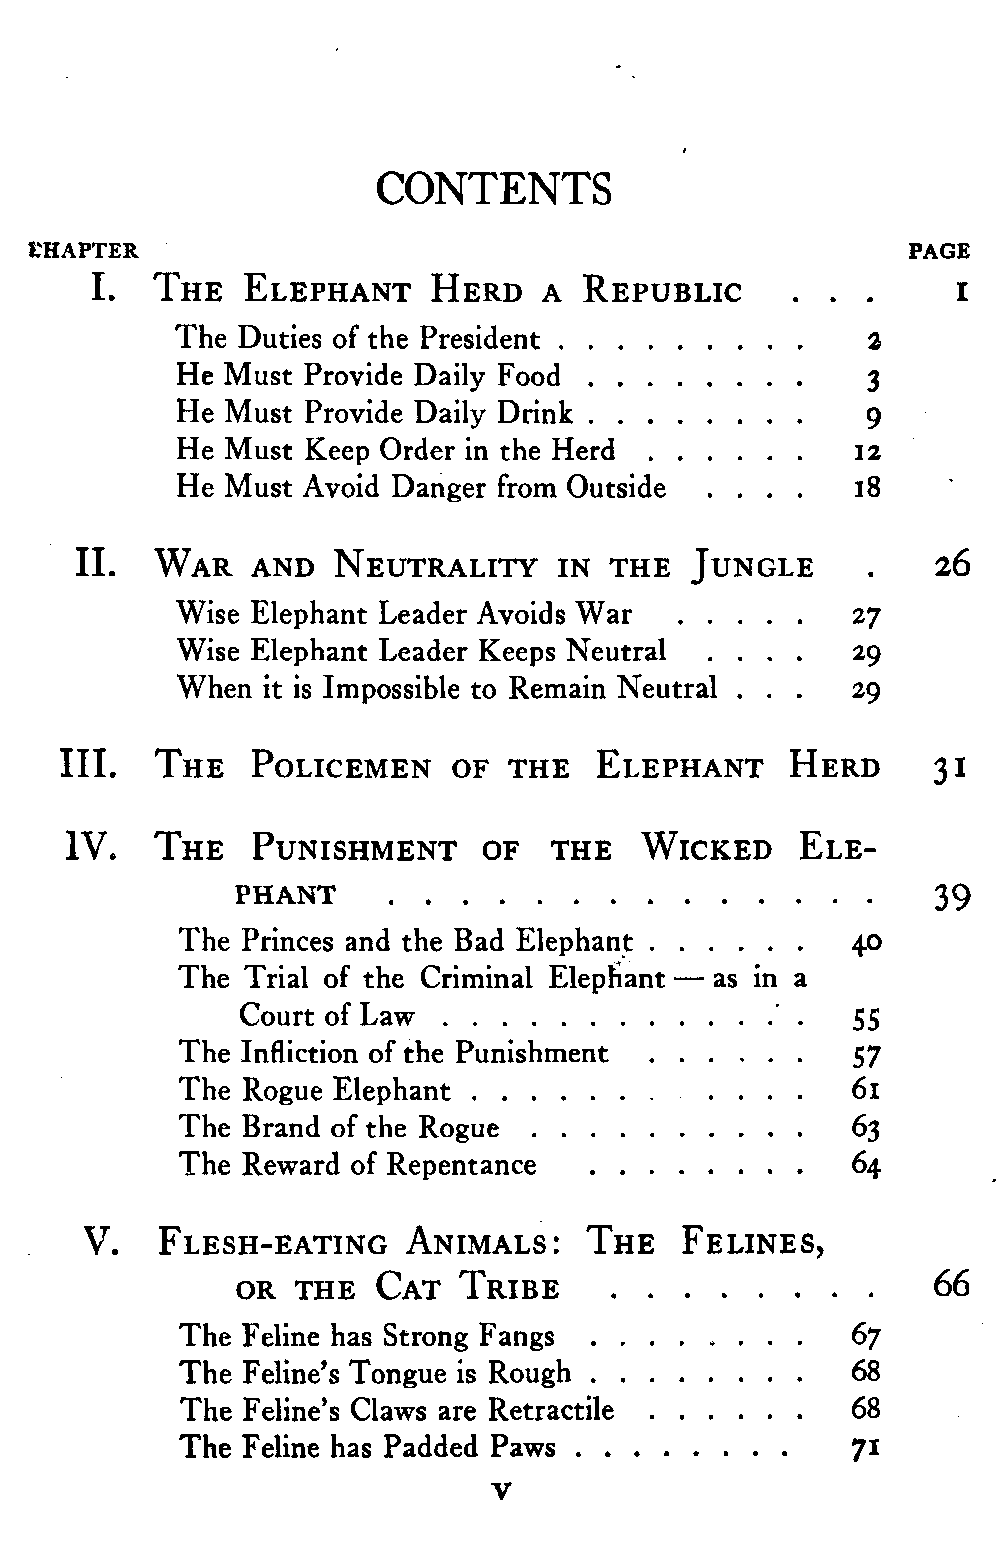 CONTENTS
CHAPTER PAGE
I. THE ELEPHANT HERD A REPUBLIC . . . 1
The Duties of the President . . . . . . . . . 2
He Must Provide Daily Food . . . . . . . . 3
He Must Provide Daily Drink . . . . . . . . 9
He Must Keep Order in the Herd . . . . . . 12
He Must Avoid Danger from Outside . . . . 18
II. WAR AND NEUTRALITY IN THE JUNGLE . 26
Wise Elephant Leader Avoids War . . . . . 27
Wise Elephant Leader Keeps Neutral . . . . 29
When it is Impossible to Remain Neutral . . . 29
III. THE POLICEMEN OF THE ELEPHANT HERD 31
IV. THE PUNISHMENT OF THE WICKED ELE-
PHANT . . . . . . . . . . . . . . 39
The Princes and the Bad Elephant . . . . . . 40
The Trial of the Criminal Elephant — as in a
Court of Law . . . . . . . . . . . . . 55
The Infliction of the Punishment . . . . . . 57
The Rogue Elephant . . . . . . . . . . . 61
The Brand of the Rogue . . . . . . . . . . 63
The Reward of Repentance . . . . . . . . 64
V. FLESH-EATING ANIMALS: THE FELINES,
OR THE CAT TRIBE . . . . . . . . 66
The Feline has Strong Fangs . . . . . . . . 67
The Feline's Tongue is Rough . . . . . . . . 68
The Feline's Claws are Retractile . . . . . . 68
The Feline has Padded Paws . . . . . . . . 71
v